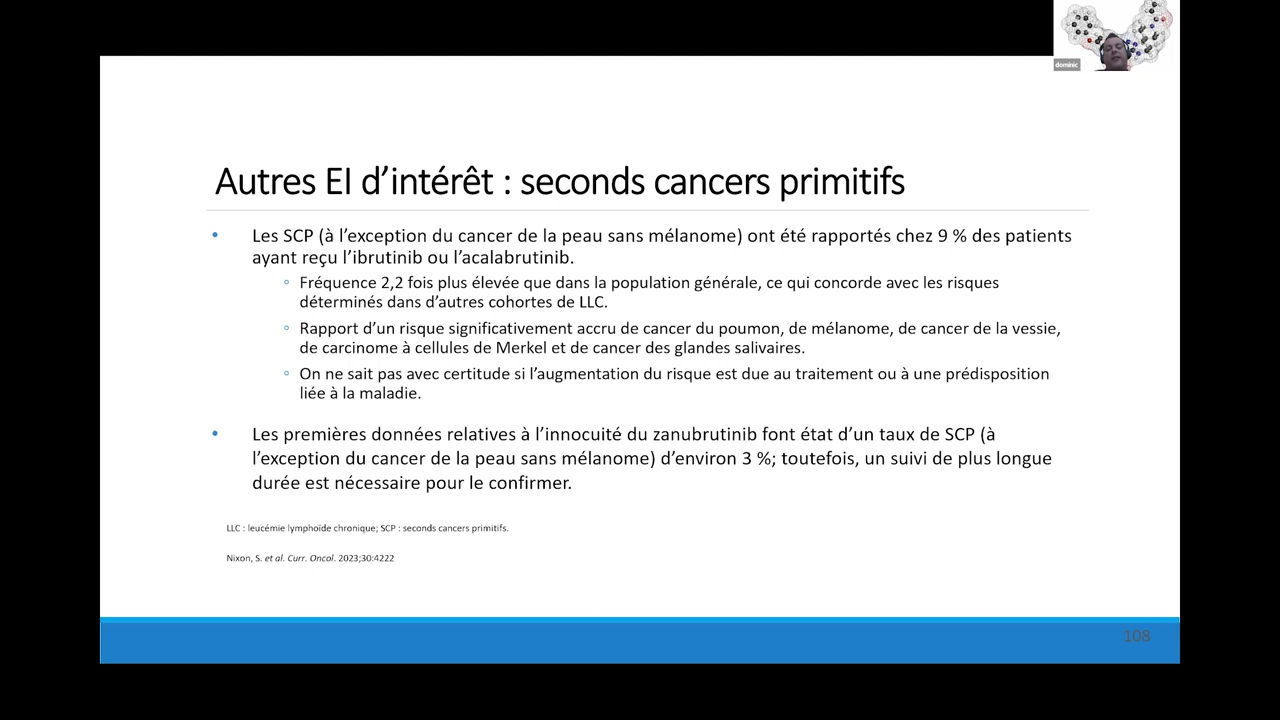 dominic
Autres EI d’intérêt : seconds cancers primitifs
• Les SCP (à l’exception du cancer de la peau sans mélanome) ont été rapportés chez 9 % des patients
ayant reçu l’ibrutinib ou l’acalabrutinib.
◦ Fréquence 2,2 fois plus élevée que dans la population générale, ce qui concorde avec les risques
déterminés dans d’autres cohortes de LLC.
◦ Rapport d’un risque significativement accru de cancer du poumon, de mélanome, de cancer de la vessie,
de carcinome à cellules de Merkel et de cancer des glandes salivaires.
◦ On ne sait pas avec certitude si l’augmentation du risque est due au traitement ou à une prédisposition
liée à la maladie.
• Les premières données relatives à l’innocuité du zanubrutinib font état d’un taux de SCP (à
l’exception du cancer de la peau sans mélanome) d’environ 3 %; toutefois, un suivi de plus longue
durée est nécessaire pour le confirmer.
LLC : leucémie lymphoïde chronique; SCP : seconds cancers primitifs.
Nixon, S. et al. Curr. Oncol. 2023;30:4222
108